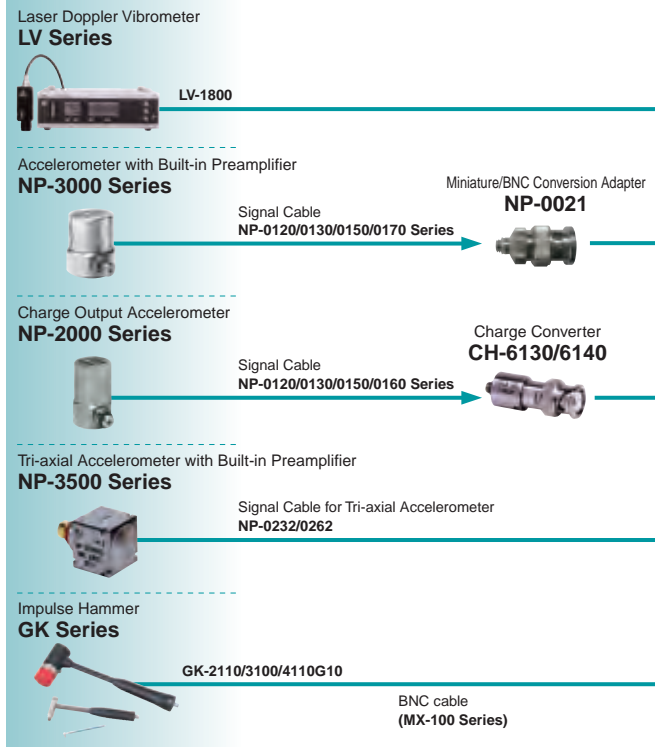 Laser Doppler Vibrometer
LV Series
LV-1800
Accelerometer with Built-in Preamplifier
NP-3000 Series
Signal Cable
NP-0120/0130/0150/0170 Series
Miniature/BNC Conversion Adapter
NP-0021
Charge Output Accelerometer
NP-2000 Series
Signal Cable
NP-0120/0130/0150/0160 Series
Charge Converter
CH-6130/6140
Tri-axial Accelerometer with Built-in Preamplifier
NP-3500 Series
Signal Cable for Tri-axial Accelerometer
NP-0232/0262
Impulse Hammer
GK Series
GK-2110/3100/4110G10
BNC cable
(MX-100 Series)